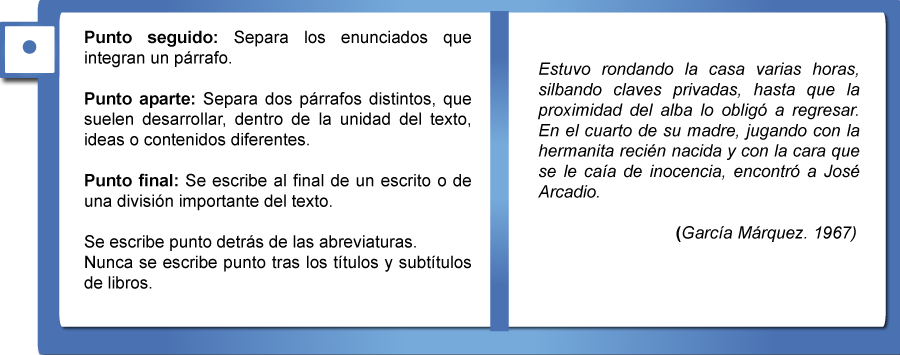 Punto seguido: Separa los enunciados que
integran un párrafo.
Punto aparte: Separa dos párrafos distintos, que
suelen desarrollar, dentro de la unidad del texto,
ideas o contenidos diferentes.
Punto final: Se escribe al final de un escrito o de
una división importante del texto.
Se escribe punto detrás de las abreviaturas.
Nunca se escribe punto tras los títulos y subtítulos
de libros.
Estuvo rondando la casa varias horas,
silbando claves privadas, hasta que la
proximidad del alba lo obligó a regresar.
En el cuarto de su madre, jugando con la
hermanita recién nacida y con la cara que
se le caía de inocencia, encontró a José
Arcadio.
(García Márquez. 1967)